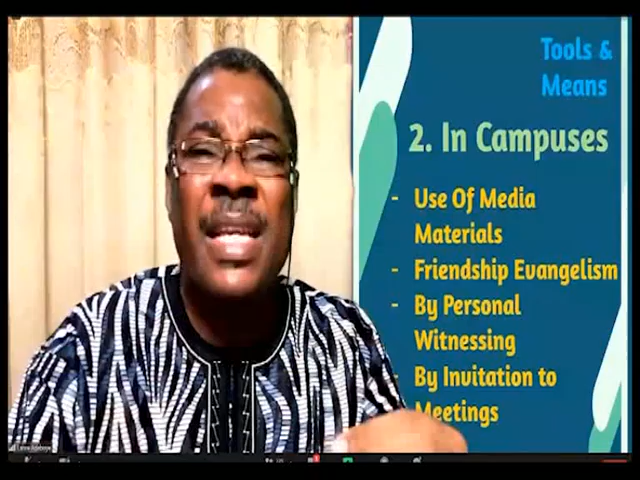 Tools &
Means
2. In Campuses
- Use Of Media
Materials
- Friendship Evangelism
- By Personal
Witnessing
- By Invitation to
Meetings